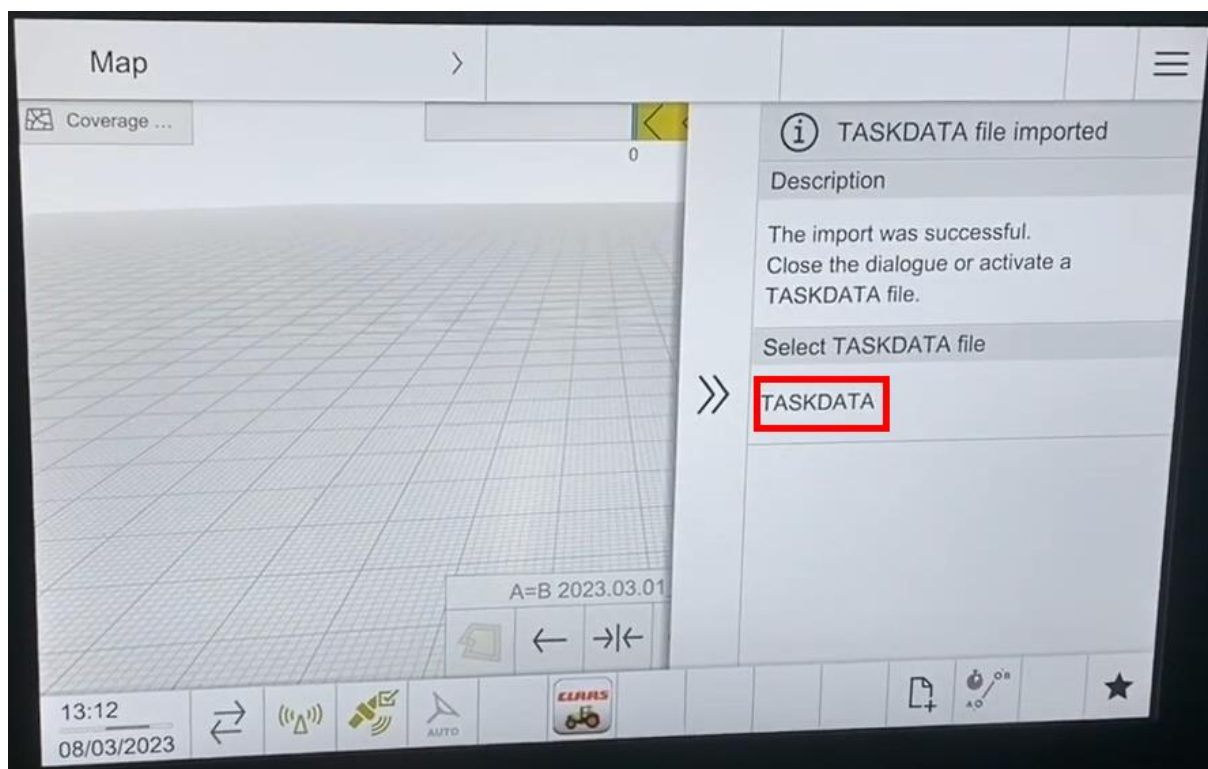 Map
Coverage ...
0
TASKDATA file imported
Description
The import was successful.
Close the dialogue or activate a
TASKDATA file.
Select TASKDATA file
TASKDATA
A=B 2023.03.01
13:12
08/03/2023
AUTO
CLAAS